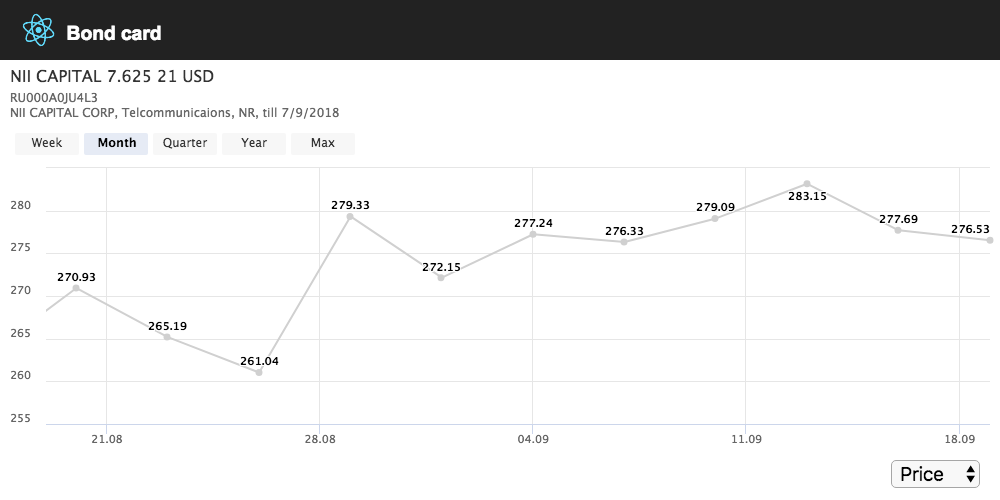 Bond card
NII CAPITAL 7.625 21 USD
RU000A0JU4L3
NII CAPITAL CORP, Telcommunicaions, NR, till 7/9/2018
Week Month Quarter Year Max
280
275
270
265
260
255
270.93
265.19
261.04
279.33
272.15
277.24
276.33
279.09
283.15
277.69
276.53
21.08 28.08 04.09 11.09 18.09
Price